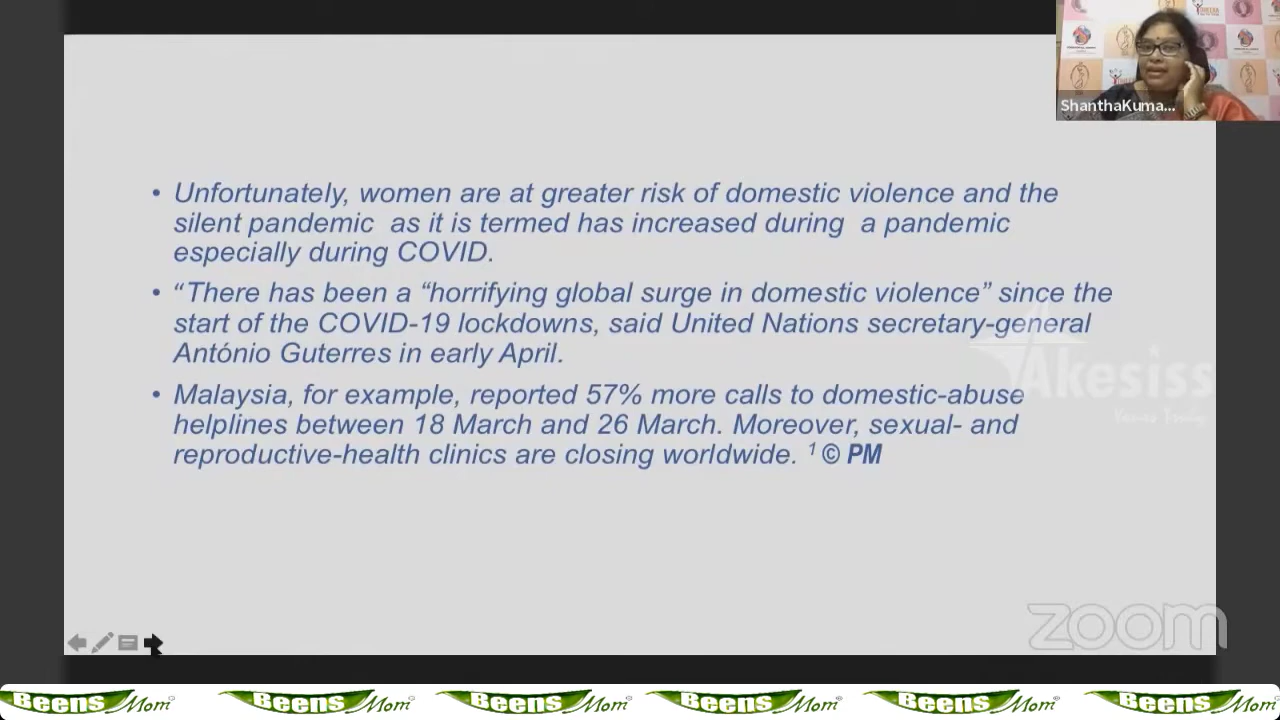 ShanthaKuma...
• Unfortunately, women are at greater risk of domestic violence and the
silent pandemic as it is termed has increased during a pandemic
especially during COVID.
• “There has been a “horrifying global surge in domestic violence” since the
start of the COVID-19 lockdowns, said United Nations secretary-general
António Guterres in early April.
• Malaysia, for example, reported 57% more calls to domestic-abuse
helplines between 18 March and 26 March. Moreover, sexual- and
reproductive-health clinics are closing worldwide. 1 © PM
Akesiss
Yours Truly
zoom
Beens Mom Beens Mom Beens Mom Beens Mom Beens Mom Beens Mom